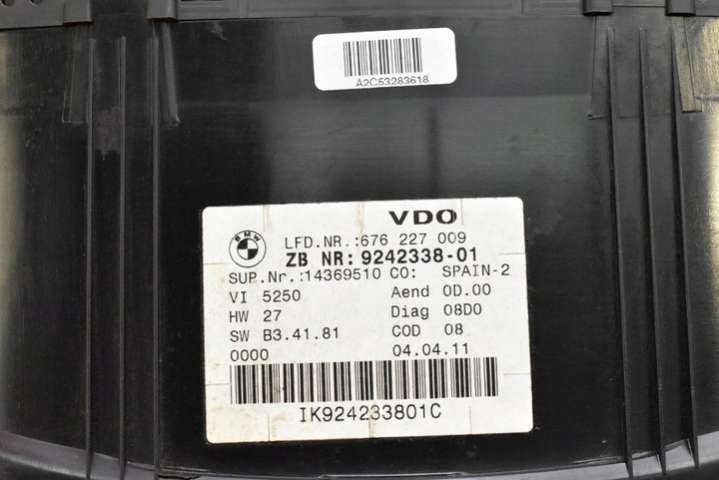 A2C53283618
VDO
BMW
LFD.NR.:676 227 009
ZB NR: 9242338-01
SUP.Nr.:14369510 CO: SPAIN-2
VI 5250 Aend 0D.00
HW 27 Diag 08D0
SW B3.41.81 COD 08
0000 04.04.11
IK924233801C